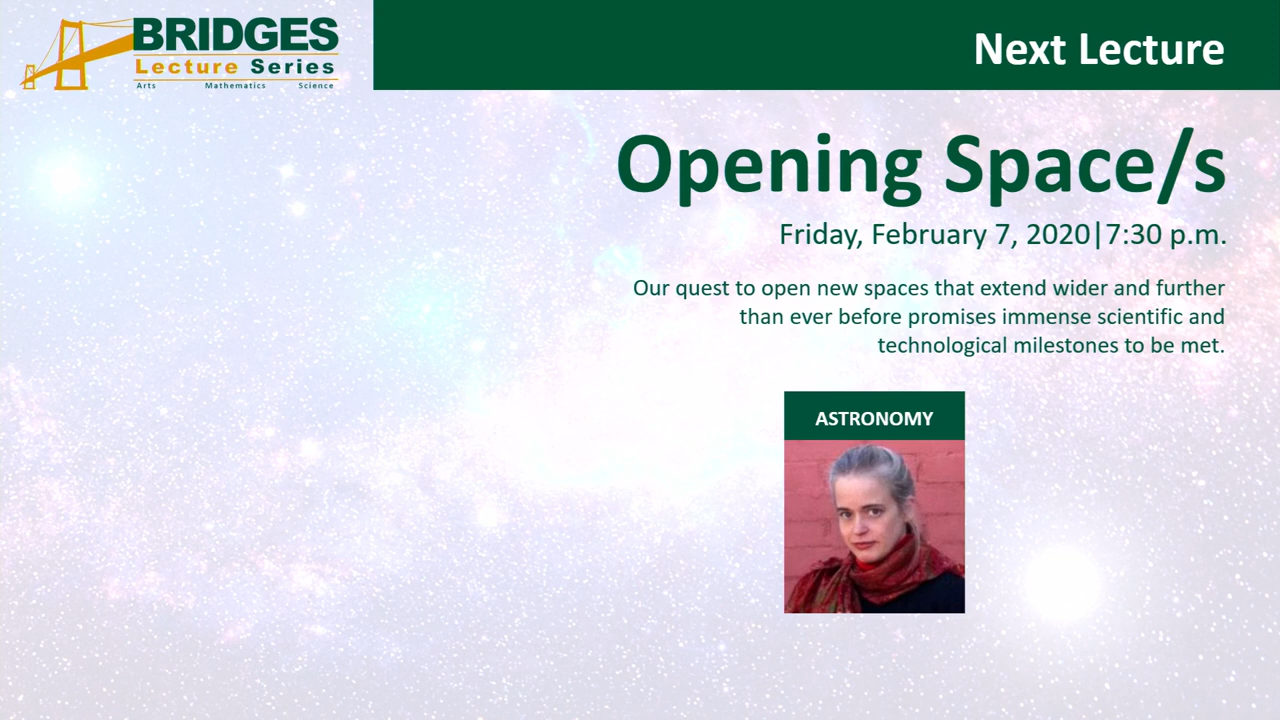 BRIDGES
Lecture Series
Arts Mathematics Science
Next Lecture
Opening Space/s
Friday, February 7, 2020|7:30 p.m.
Our quest to open new spaces that extend wider and further
than ever before promises immense scientific and
technological milestones to be met.
ASTRONOMY